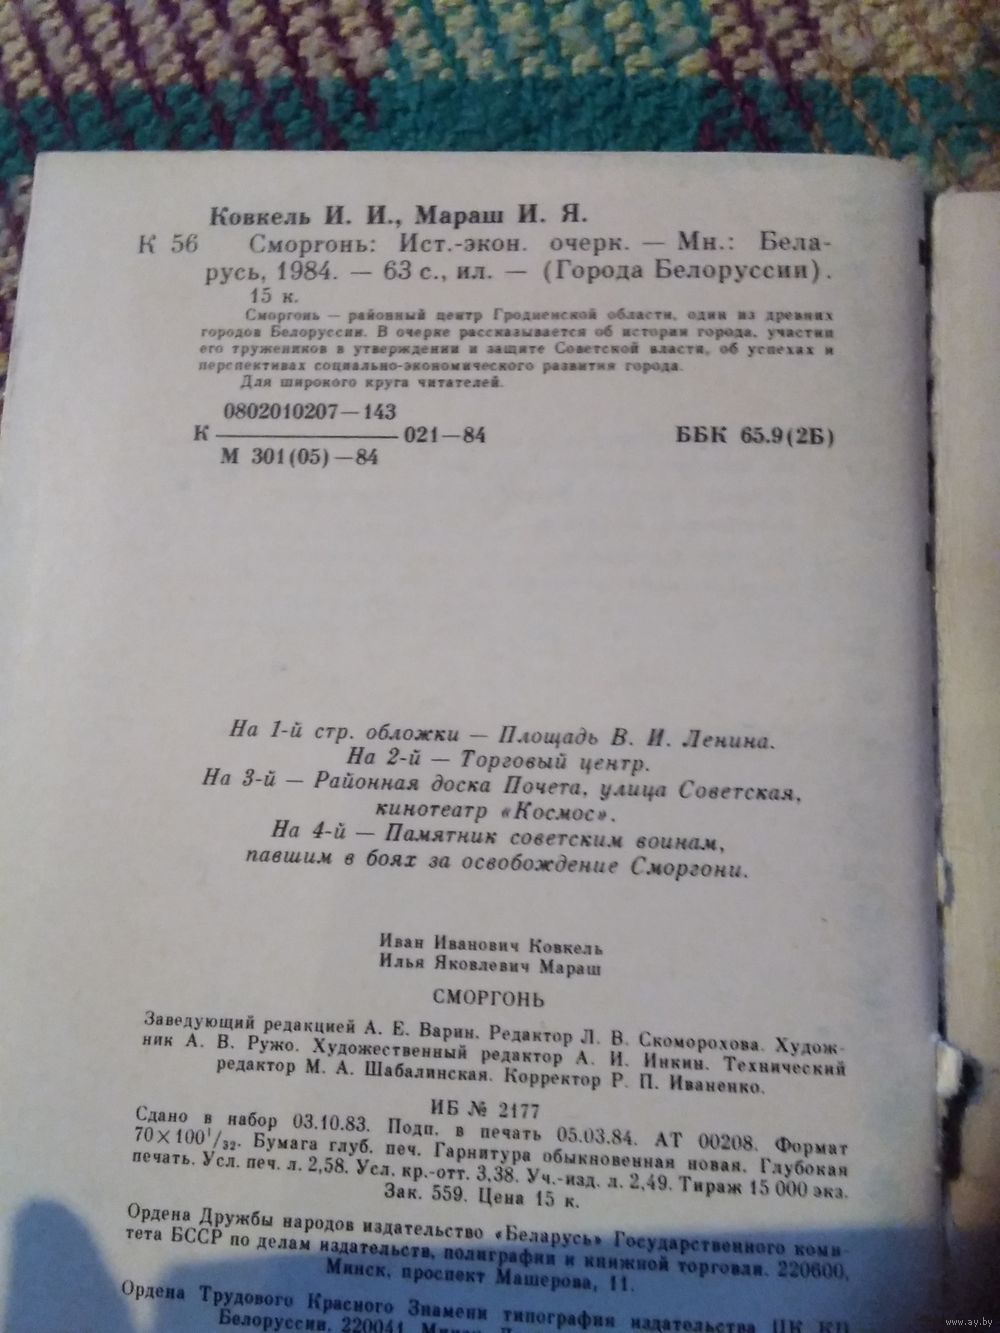 Ковкель И. И., Мараш И. Я.
К 56 Сморгонь: Ист.-экон. очерк. — Мн.: Бела-
русь, 1984. — 63 с., ил. — (Города Белоруссии).
15 к.
Сморгонь — районный центр Гродненской области, один из древних
городов Белоруссии. В очерке рассказывается об истории города, участии
его тружеников в утверждении и защите Советской власти, об успехах и
перспективах социально-экономического развития города.
Для широкого круга читателей.
0802010207—143
К ———— 021—84 ББК 65.9(2Б)
М 301(05)—84
На 1-й стр. обложки — Площадь В. И. Ленина.
На 2-й — Торговый центр.
На 3-й — Районная доска Почета, улица Советская,
кинотеатр «Космос».
На 4-й — Памятник советским воинам,
павшим в боях за освобождение Сморгони.
Иван Иванович Ковкель
Илья Яковлевич Мараш
СМОРГОНЬ
Заведующий редакцией А. Е. Варин. Редактор Л. В. Скоморохова. Худож-
ник А. В. Ружо. Художественный редактор А. И. Инкин. Технический
редактор М. А. Шабалинская. Корректор Р. П. Иваненко.
ИБ № 2177
Сдано в набор 03.10.83. Подп. в печать 05.03.84. АТ 00208. Формат
70×100¹/₃₂. Бумага глуб. печ. Гарнитура обыкновенная новая. Глубокая
печать. Усл. печ. л. 2,58. Усл. кр.-отт. 3,38. Уч.-изд. л. 2,49. Тираж 15 000 экз.
Зак. 559. Цена 15 к.
Ордена Дружбы народов издательство «Беларусь» Государственного коми-
тета БССР по делам издательств, полиграфии и книжной торговли. 220600,
Минск, проспект Машерова, 11.
Ордена Трудового Красного Знамени типография издательства ЦК КП
Белоруссии. 220041, Минск,
www.ay.by